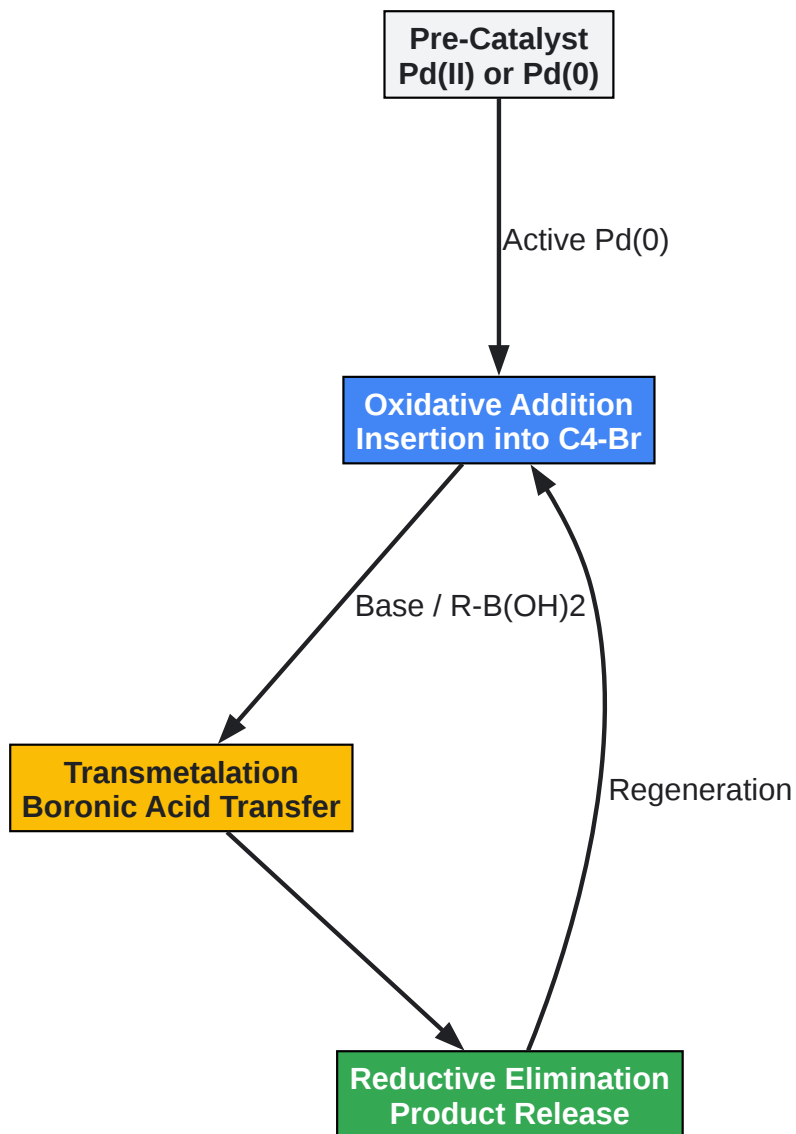 Pre-Catalyst
Pd(II) or Pd(0)
Active Pd(0)
Oxidative Addition
Insertion into C4-Br
Base / R-B(OH)2
Transmetalation
Boronic Acid Transfer
Regeneration
Reductive Elimination
Product Release